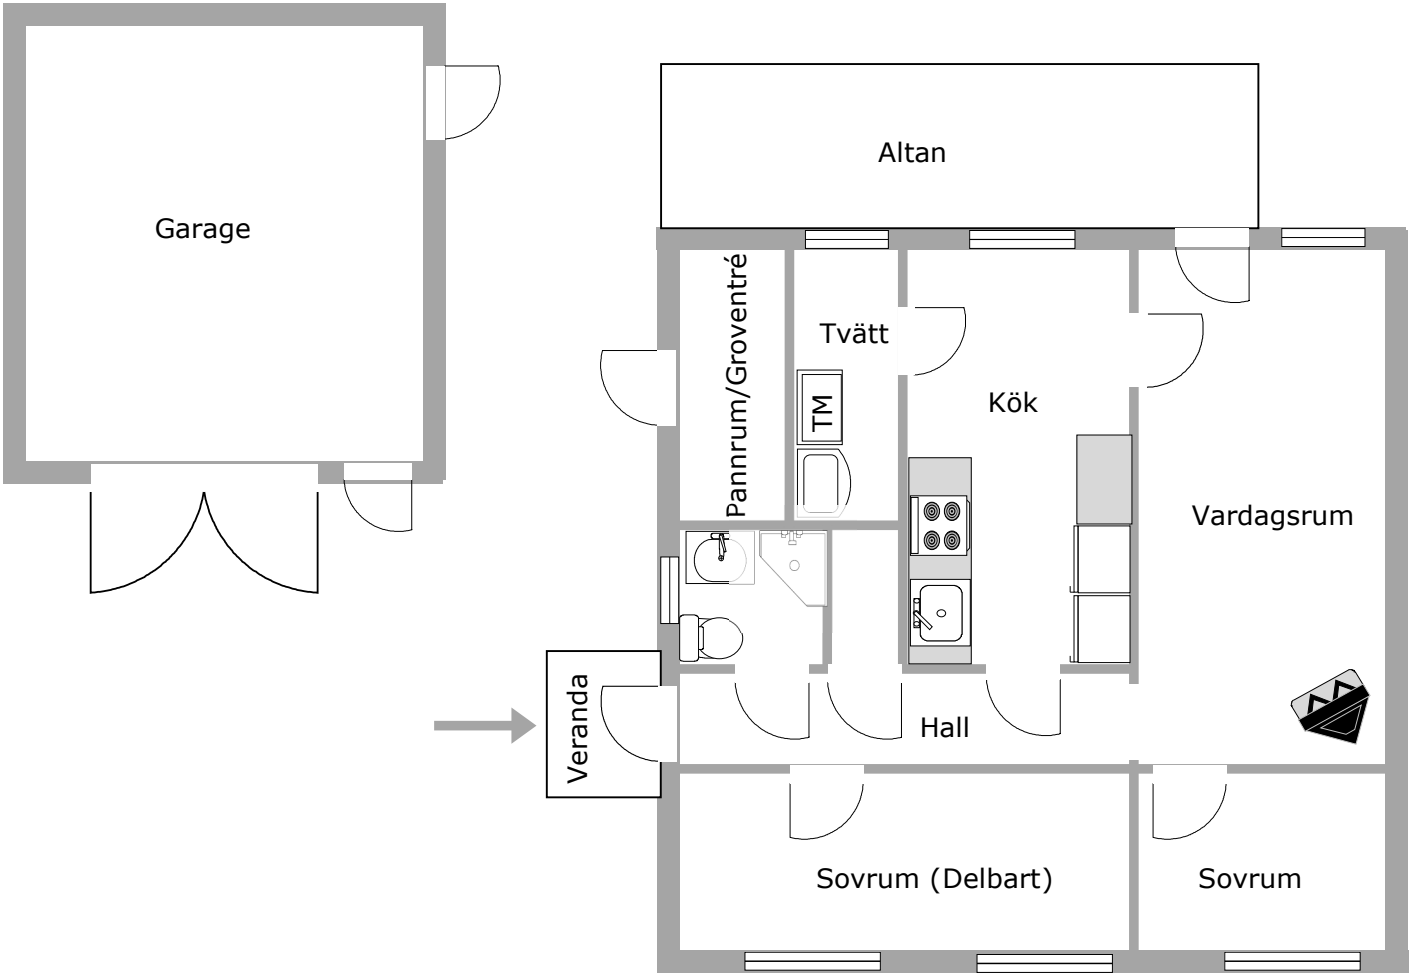 Altan
Garage
Pannrum/Groventré
Tvätt
TM
Kök
Vardagsrum
Veranda
Hall
Sovrum (Delbart)
Sovrum